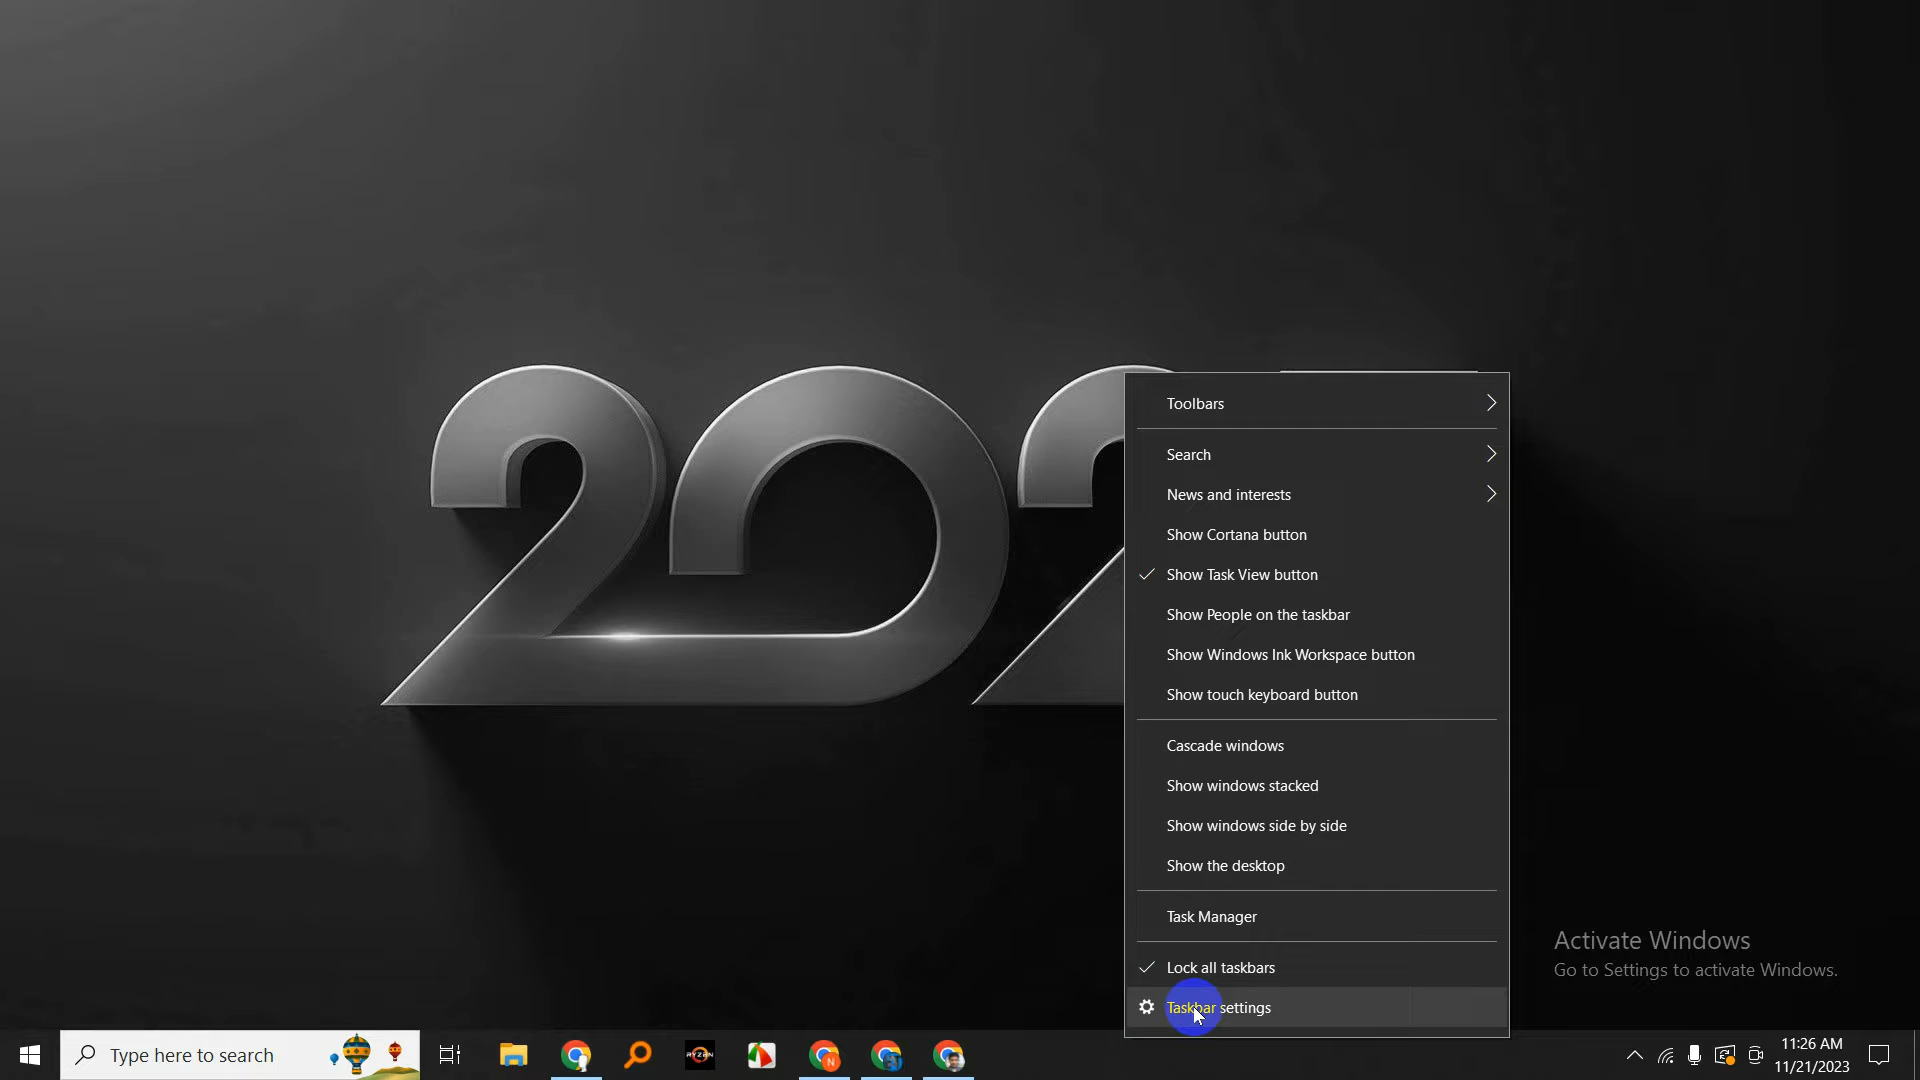 202
Toolbars
Search
News and interests
Show Cortana button
Show Task View button
Show People on the taskbar
Show Windows Ink Workspace button
Show touch keyboard button
Cascade windows
Show windows stacked
Show windows side by side
Show the desktop
Task Manager
Lock all taskbars
Taskbar settings
Activate Windows
Go to Settings to activate Windows.
Type here to search
RYZEN
N
11:26 AM
11/21/2023